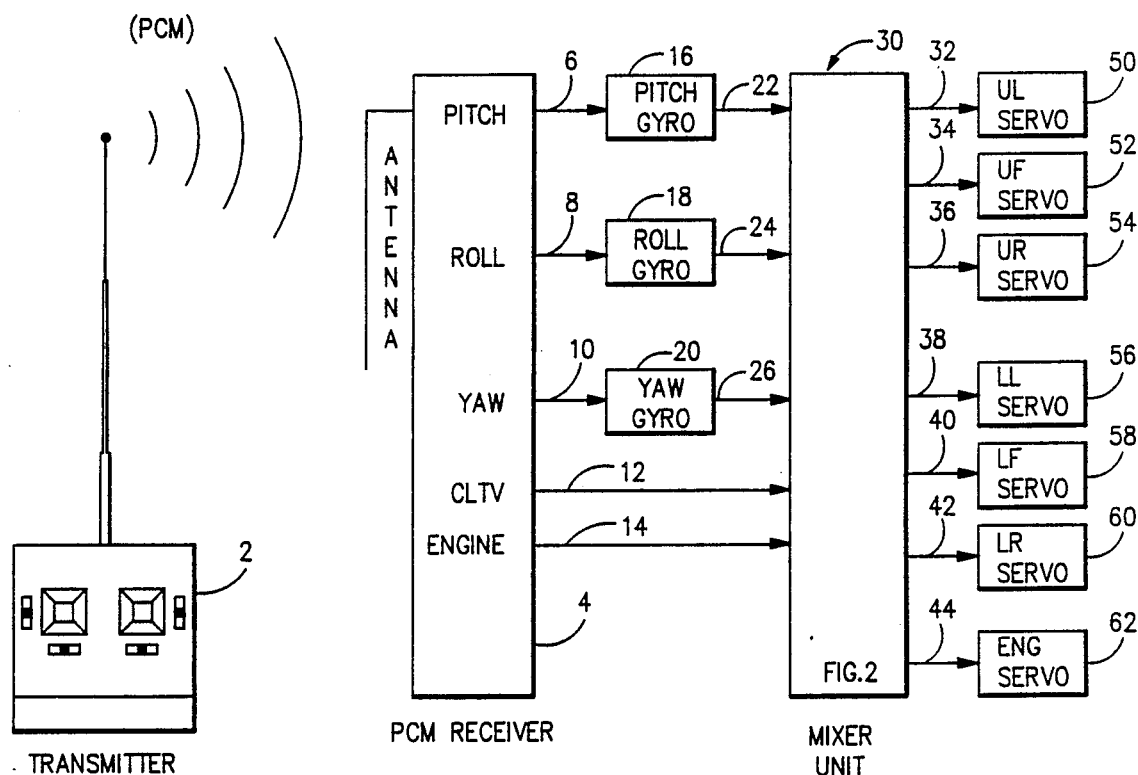 (PCM)
2
TRANSMITTER
ANTENNA
PITCH
ROLL
YAW
CLTV
ENGINE
4
PCM RECEIVER
6
8
10
12
14
16
PITCH
GYRO
22
18
ROLL
GYRO
24
20
YAW
GYRO
26
30
FIG.2
MIXER
UNIT
32
34
36
38
40
42
44
UL
SERVO
50
UF
SERVO
52
UR
SERVO
54
LL
SERVO
56
LF
SERVO
58
LR
SERVO
60
ENG
SERVO
62